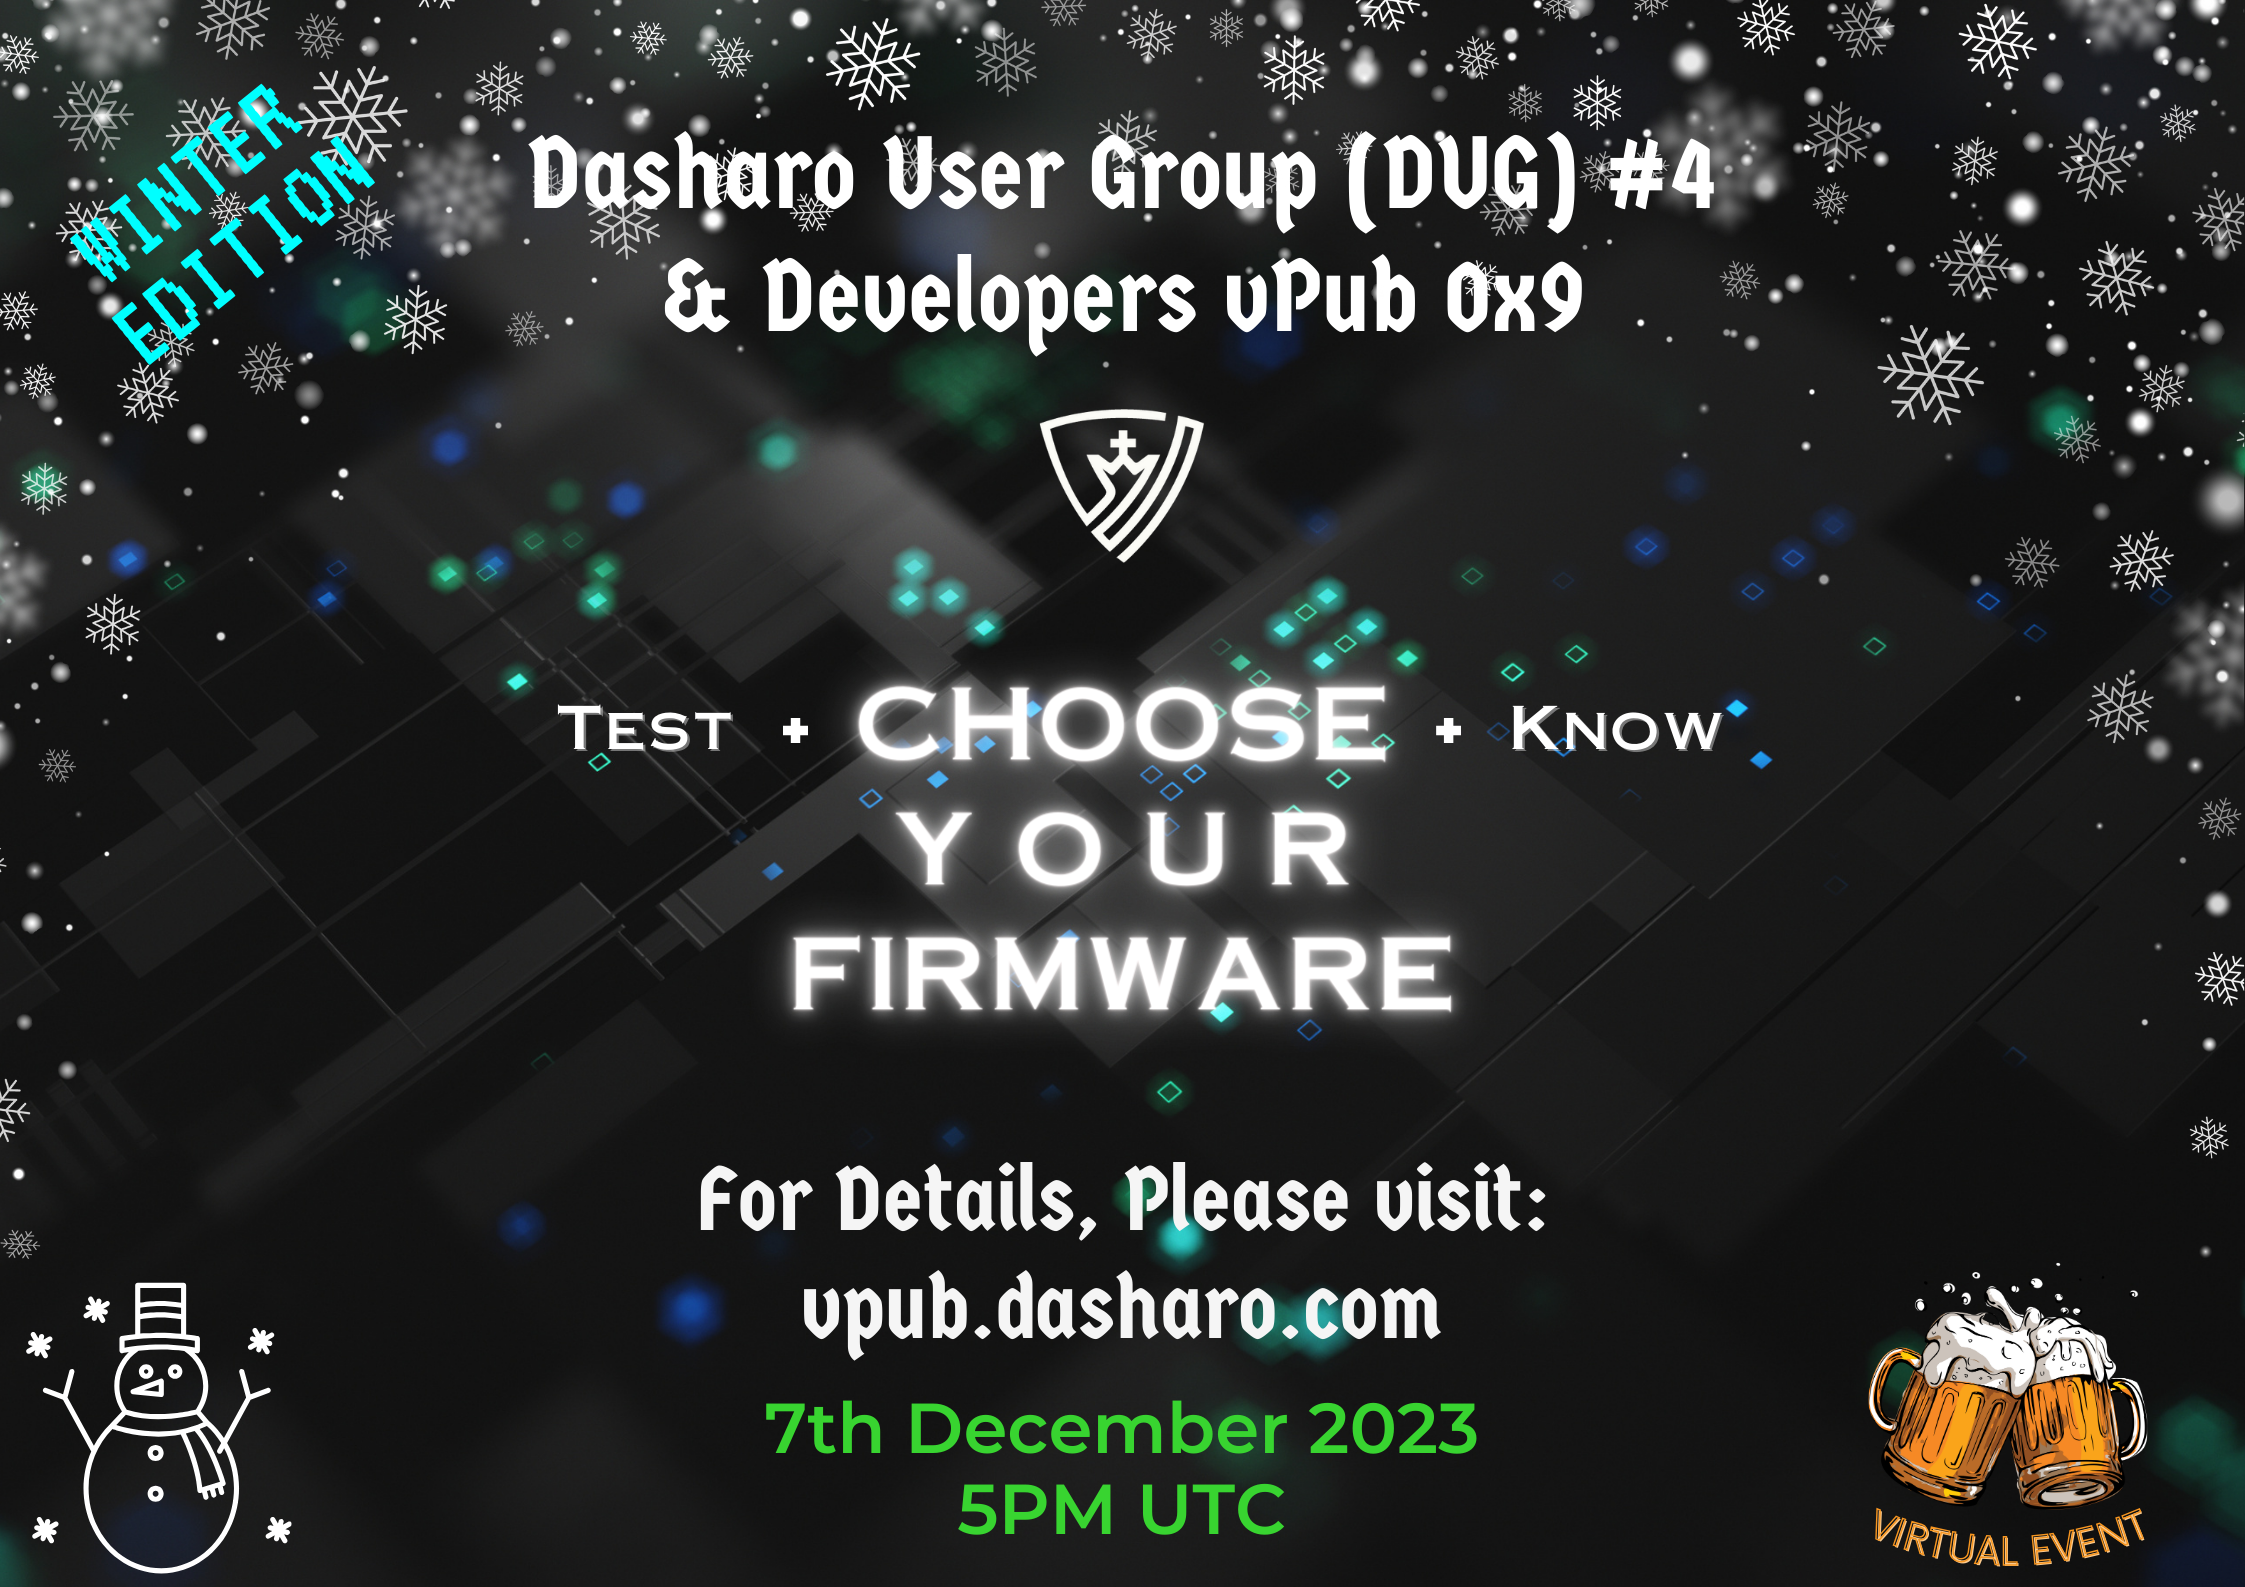 WINTER
EDITION
Dasharo User Group (DUG) #4
& Developers vPub 0x9
TEST + CHOOSE + KNOW
YOUR
FIRMWARE
For Details, Please visit:
vpub.dasharo.com
7th December 2023
5PM UTC
VIRTUAL EVENT